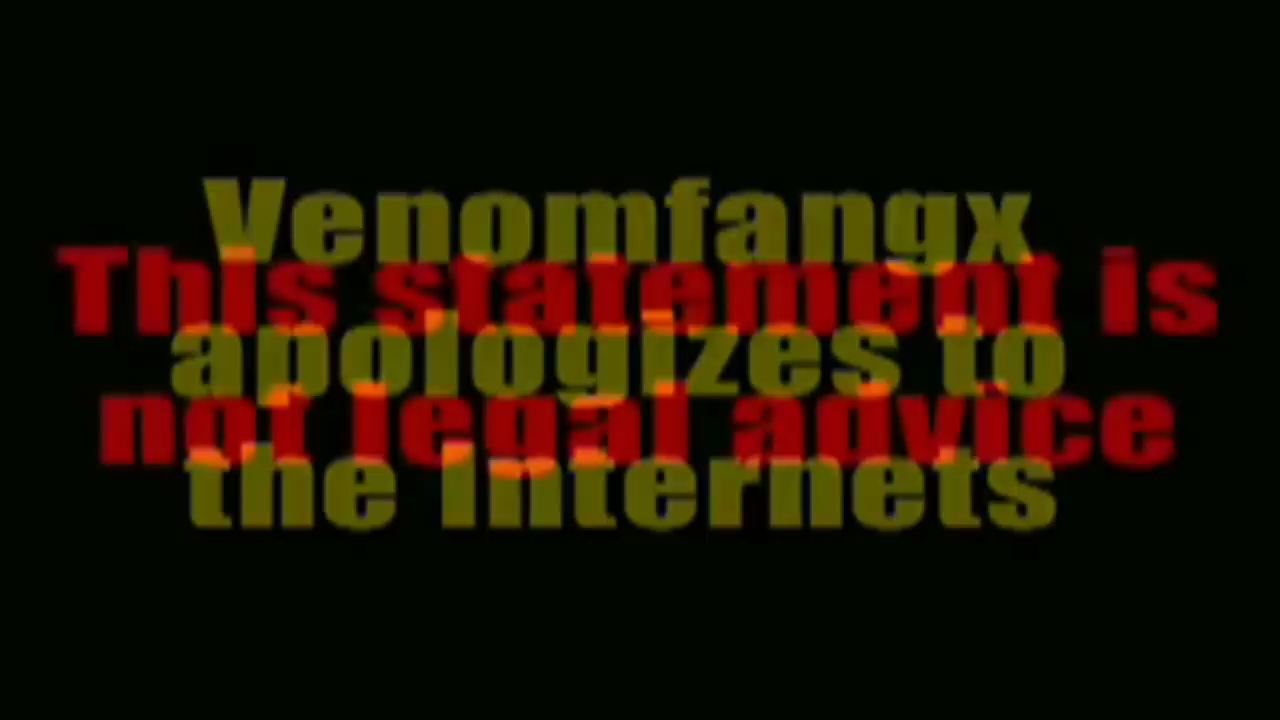 Venomfangx
This statement is
apologizes to
not legal advice
the Internets